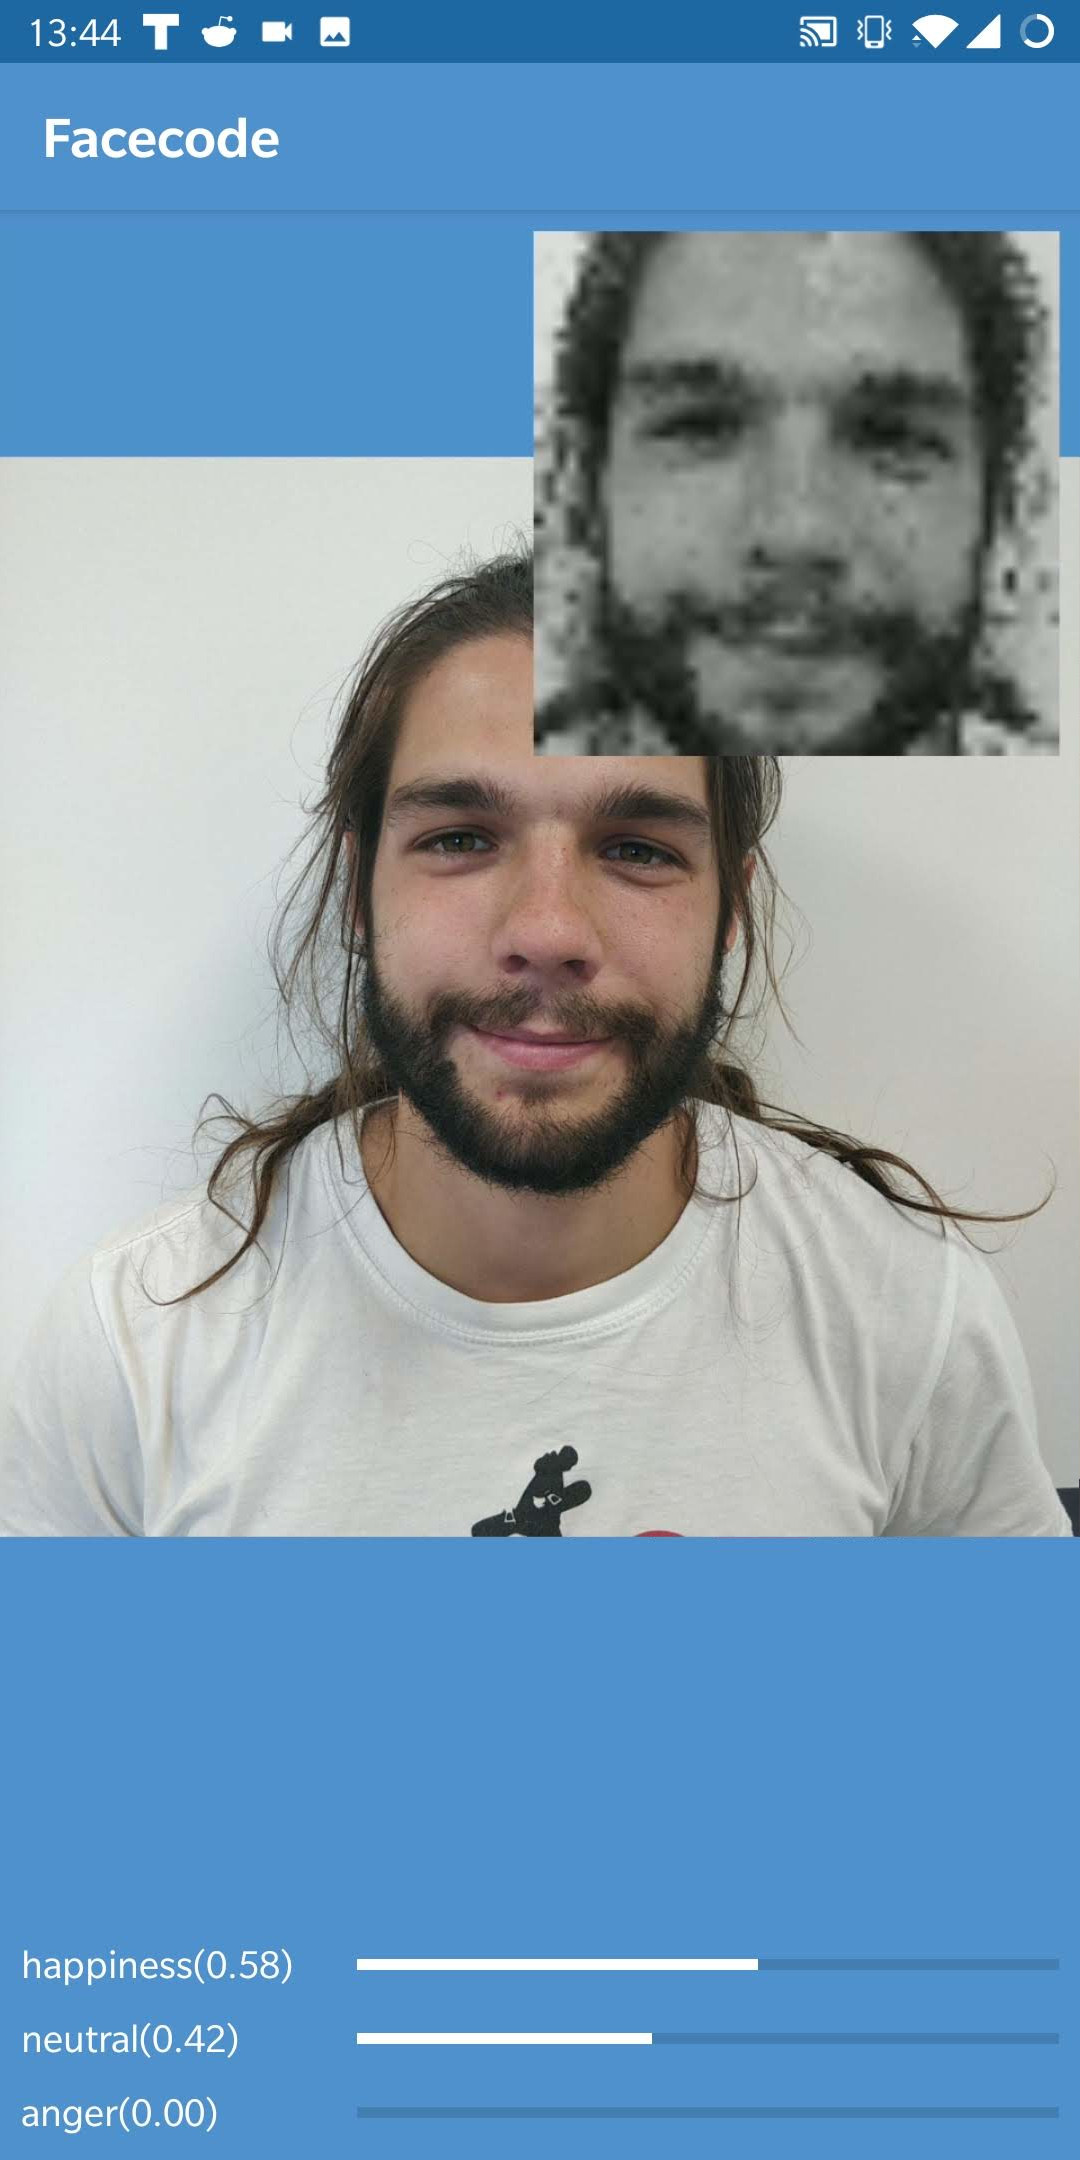 13:44
Facecode
happiness(0.58)
neutral(0.42)
anger(0.00)